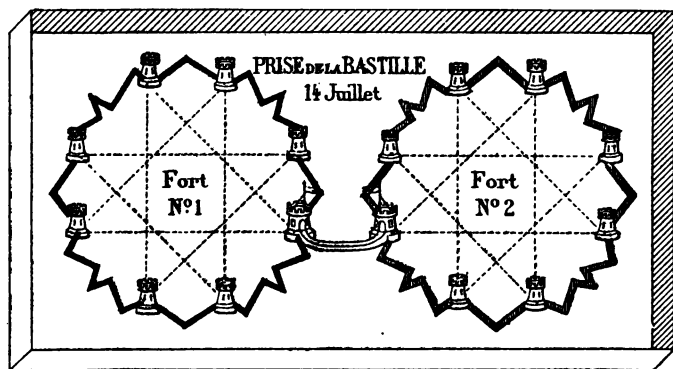 PRISE DE LA BASTILLE
14 Juillet
Fort
Nº 1
Fort
Nº 2